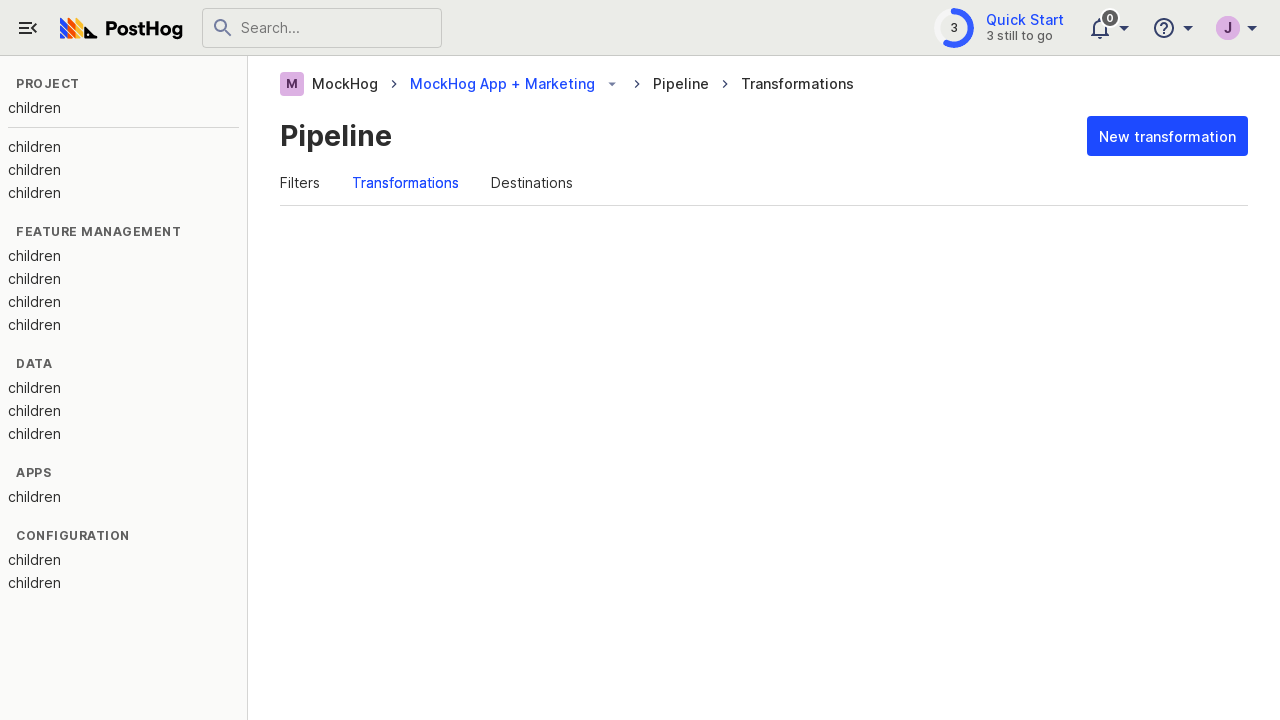 PostHog
Search...
3
Quick Start
3 still to go
0
J
PROJECT
children
children
children
children
FEATURE MANAGEMENT
children
children
children
children
DATA
children
children
children
APPS
children
CONFIGURATION
children
children
M MockHog MockHog App + Marketing Pipeline Transformations
Pipeline
New transformation
Filters Transformations Destinations